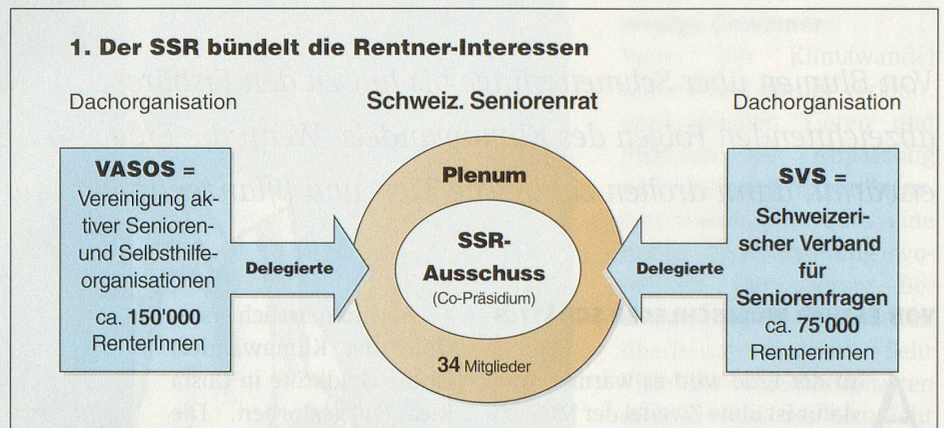 1. Der SSR bündelt die Rentner-Interessen
Dachorganisation
VASOS =
Vereinigung ak-
tiver Senioren-
und Selbsthilfe-
organisationen
ca. 150'000
RenterInnen
Delegierte
Schweiz. Seniorenrat
Plenum
SSR-
Ausschuss
(Co-Präsidium)
34 Mitglieder
Delegierte
Dachorganisation
SVS =
Schweizeri-
scher Verband
für
Seniorenfragen
ca. 75'000
Rentnerinnen